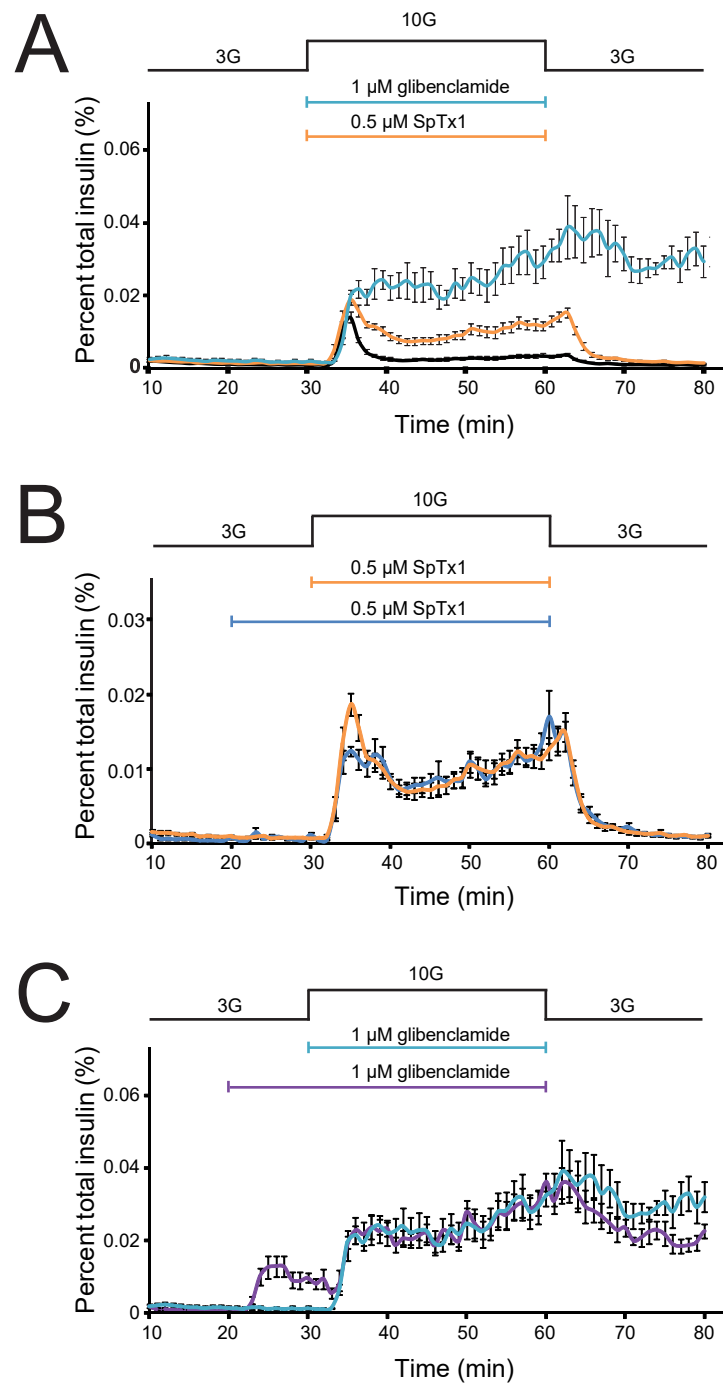 A
10G
3G 3G
1 µM glibenclamide
0.5 µM SpTx1
Percent total insulin (%)
0.06
0.04
0.02
0
10 20 30 40 50 60 70 80
Time (min)
B
10G
3G 3G
0.5 µM SpTx1
0.5 µM SpTx1
Percent total insulin (%)
0.03
0.02
0.01
0
10 20 30 40 50 60 70 80
Time (min)
C
10G
3G 3G
1 µM glibenclamide
1 µM glibenclamide
Percent total insulin (%)
0.06
0.04
0.02
0
10 20 30 40 50 60 70 80
Time (min)